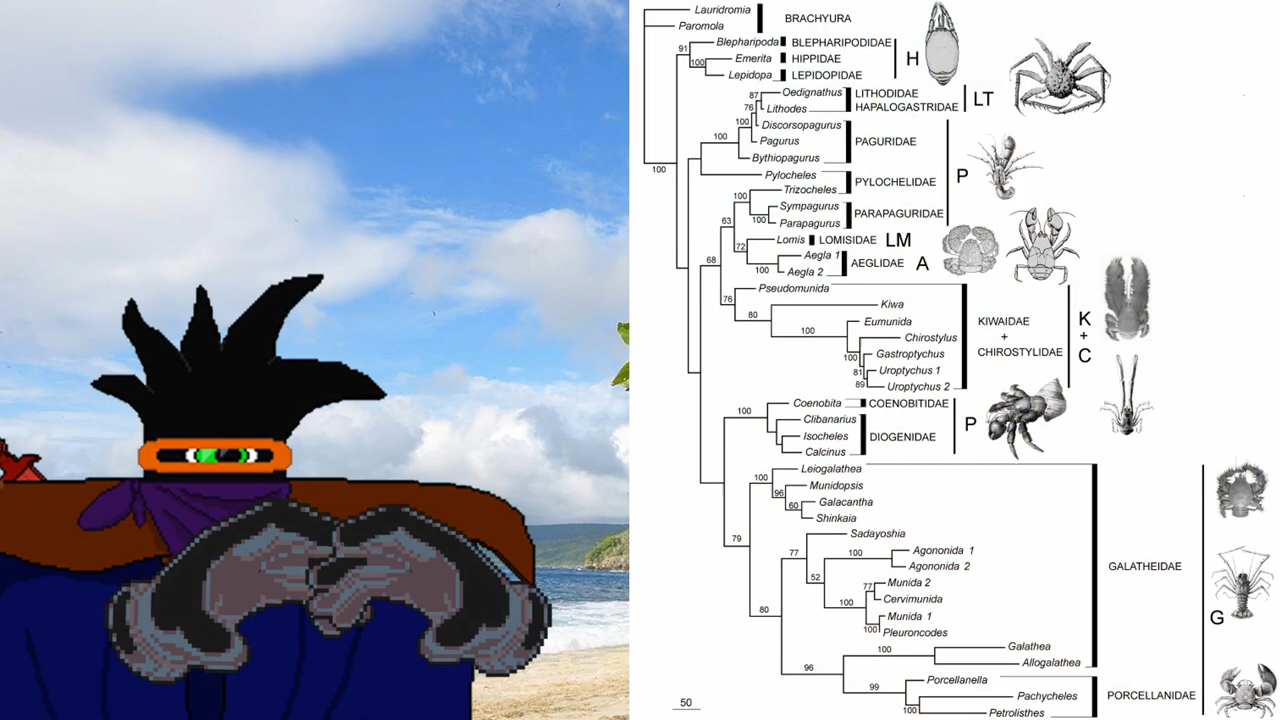 Lauridromia
BRACHYURA
Paromola
91
Blepharipoda
BLEPHARIPODIDAE
Emerita
HIPPIDAE
H
100
Lepidopa
LEPIDOPIDAE
87
Oedignathus
LITHODIDAE
LT
76
Lithodes
HAPALOGASTRIDAE
100
Discorsopagurus
100
Pagurus
PAGURIDAE
Bythiopagurus
100
Pylocheles
P
Trizocheles
PYLOCHELIDAE
100
Sympagurus
PARAPAGURIDAE
100
Parapagurus
63
Lomis
LOMISIDAE
LM
72
Aegla 1
AEGLIDAE
A
68
100
Aegla 2
76
Pseudomunida
Kiwa
80
Eumunida
KIWAIDAE
K
100
Chirostylus
+
+
100
Gastroptychus
CHIROSTYLIDAE
C
81
Uroptychus 1
89
Uroptychus 2
Coenobita
COENOBITIDAE
100
Clibanarius
P
Isocheles
DIOGENIDAE
Calcinus
Leiogalathea
100
Munidopsis
96
Galacantha
60
Shinkaia
79
Sadayoshia
77
100
Agononida 1
Agononida 2
GALATHEIDAE
52
77
Munida 2
Cervimunida
100
80
Munida 1
G
100
Pleuroncodes
100
Galathea
Allogalathea
96
Porcellanella
99
Pachycheles
PORCELLANIDAE
50
100
Petrolisthes